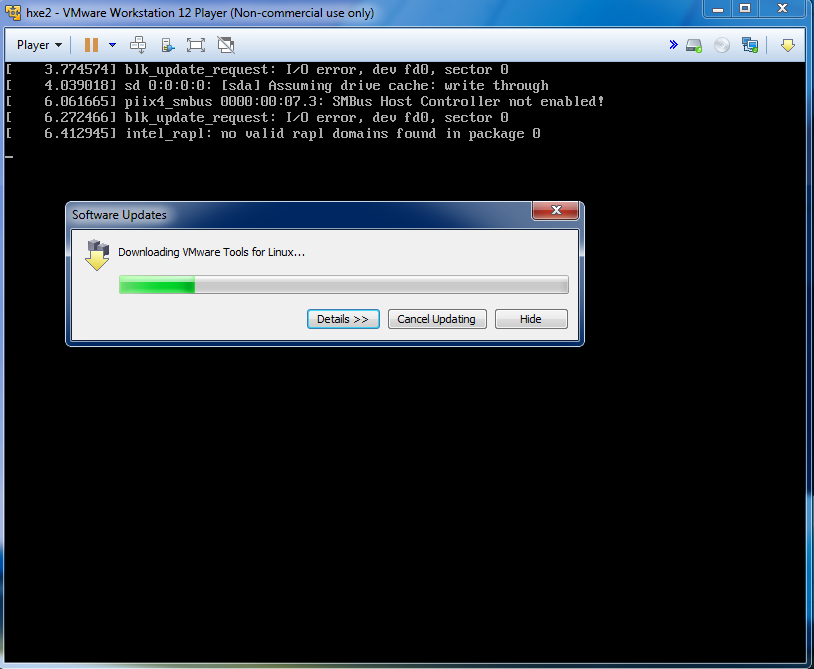 hxe2 - VMware Workstation 12 Player (Non-commercial use only)
Player
[    3.774574] blk_update_request: I/O error, dev fd0, sector 0
[    4.039018] sd 0:0:0:0: [sda] Assuming drive cache: write through
[    6.061665] piix4_smbus 0000:00:07.3: SMBus Host Controller not enabled!
[    6.272466] blk_update_request: I/O error, dev fd0, sector 0
[    6.412945] intel_rapl: no valid rapl domains found in package 0
Software Updates
Downloading VMware Tools for Linux...
Details >> Cancel Updating Hide